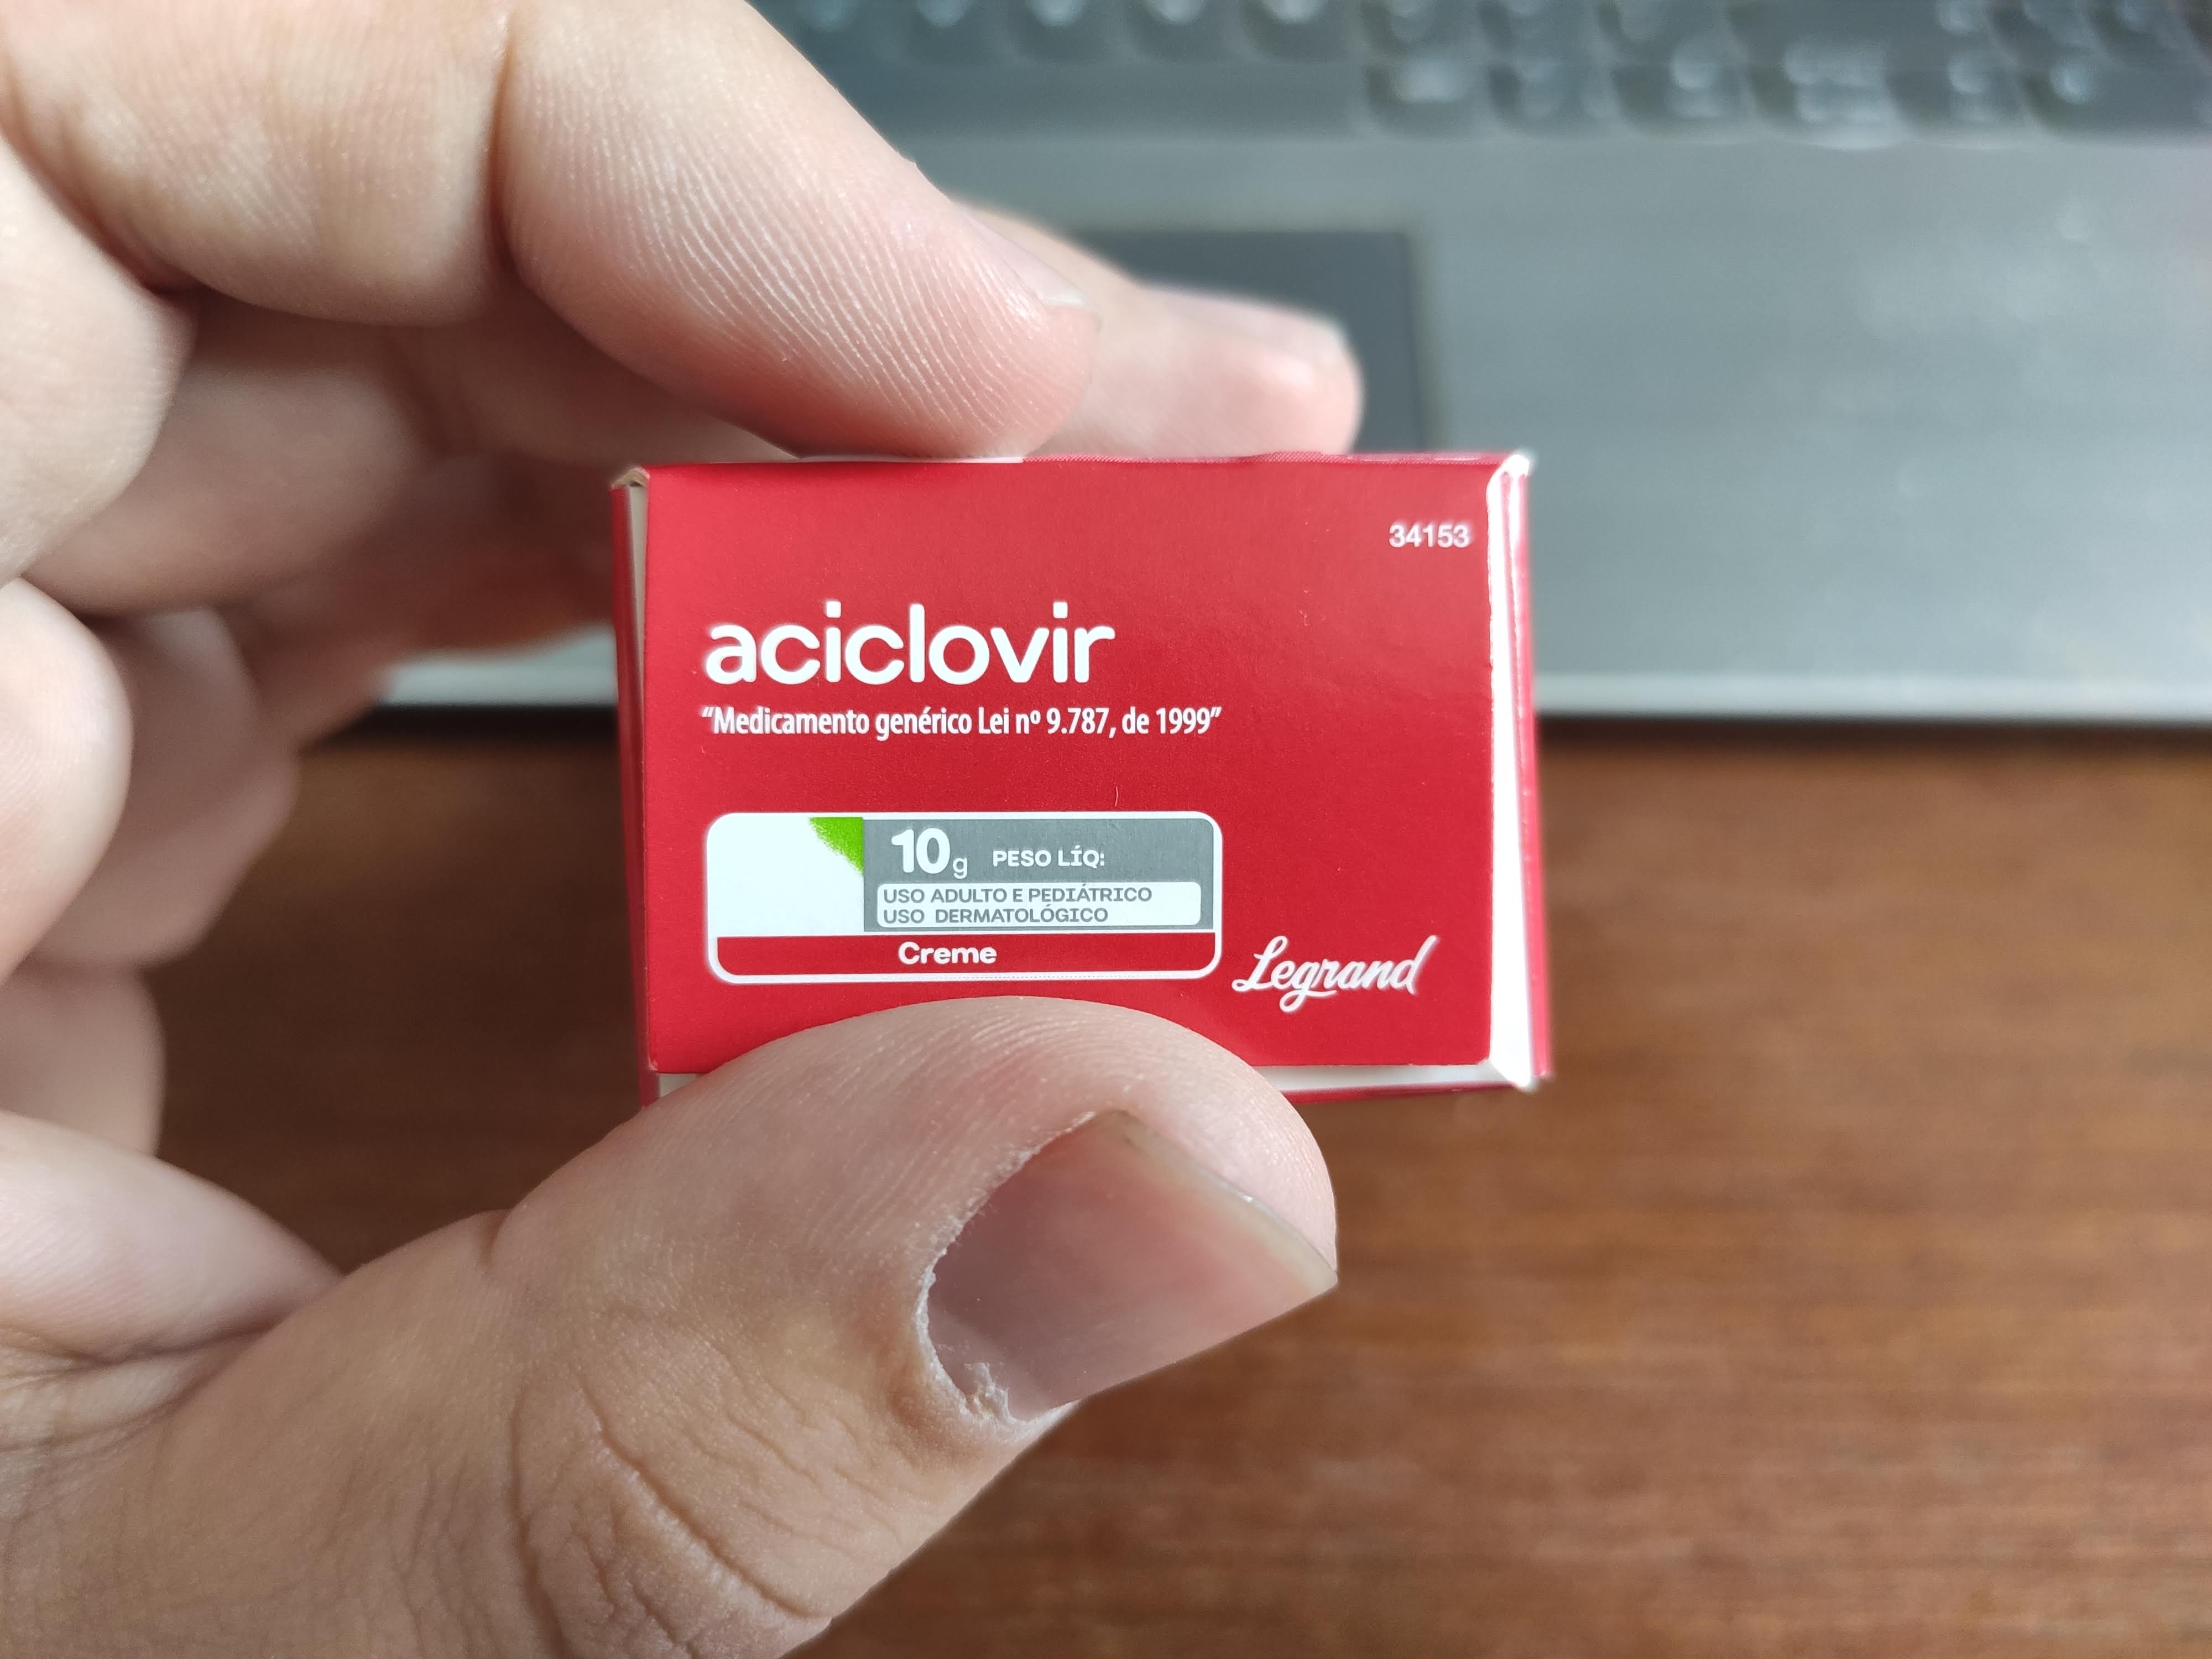 34153
aciclovir
“Medicamento genérico Lei nº 9.787, de 1999”
10g PESO LÍQ:
USO ADULTO E PEDIÁTRICO
USO DERMATOLÓGICO
Creme
Legrand